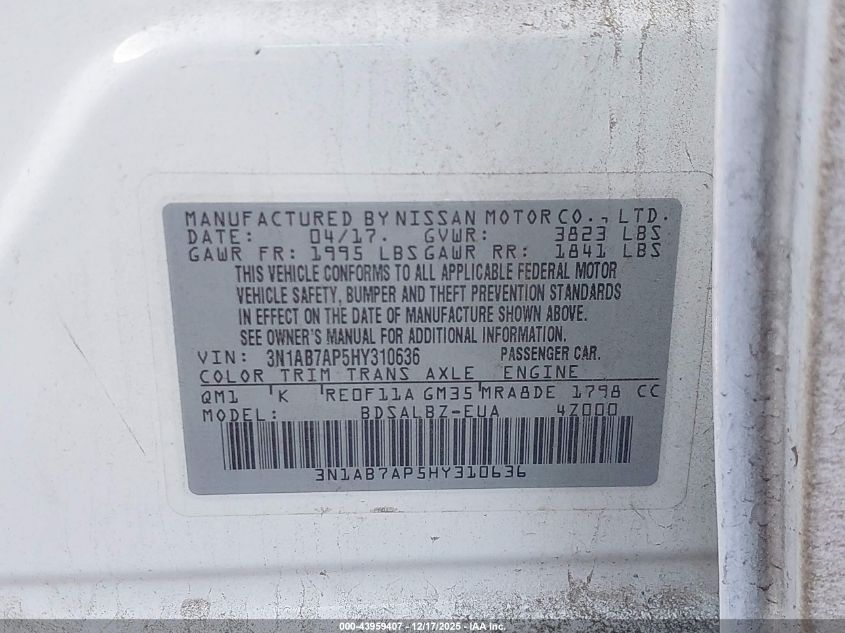 MANUFACTURED BY NISSAN MOTOR CO., LTD.
DATE: 04/17. GVWR: 3823 LBS
GAWR FR: 1995 LBS GAWR RR: 1841 LBS
THIS VEHICLE CONFORMS TO ALL APPLICABLE FEDERAL MOTOR
VEHICLE SAFETY, BUMPER AND THEFT PREVENTION STANDARDS
IN EFFECT ON THE DATE OF MANUFACTURE SHOWN ABOVE.
SEE OWNER'S MANUAL FOR ADDITIONAL INFORMATION.
VIN: 3N1AB7AP5HY310636 PASSENGER CAR.
COLOR TRIM TRANS AXLE ENGINE
QM1 K RE0F11A GM35 MRA8DE 1798 CC
MODEL: BDSALBZ-EUA 4Z000
3N1AB7AP5HY310636
000-43959407 - 12/17/2025 - IAA, Inc.